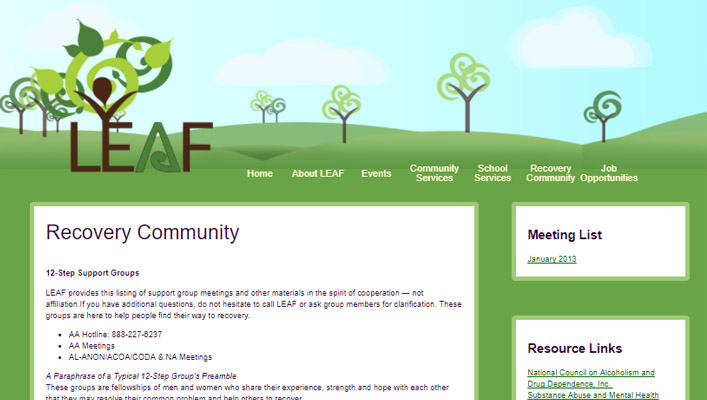 LEAF
Home
About LEAF
Events
Community
Services
School
Services
Recovery
Community
Job
Opportunities
Recovery Community
12-Step Support Groups
LEAF provides this listing of support group meetings and other materials in the spirit of cooperation — not
affiliation.If you have additional questions, do not hesitate to call LEAF or ask group members for clarification. These
groups are here to help people find their way to recovery.
• AA Hotline: 888-227-6237
• AA Meetings
• AL-ANON/ACOA/CODA & NA Meetings
A Paraphrase of a Typical 12-Step Group's Preamble
These groups are fellowships of men and women who share their experience, strength and hope with each other
that they may resolve their common problem and help others to recover
Meeting List
January 2013
Resource Links
National Council on Alcoholism and
Drug Dependence, Inc.
Substance Abuse and Mental Health